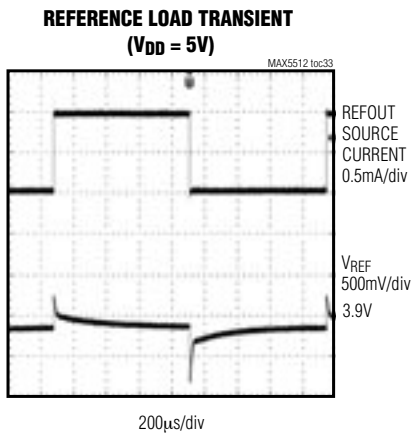 REFERENCE LOAD TRANSIENT
(VDD = 5V)
MAX5512 toc33
REFOUT
SOURCE
CURRENT
0.5mA/div
VREF
500mV/div
3.9V
200μs/div